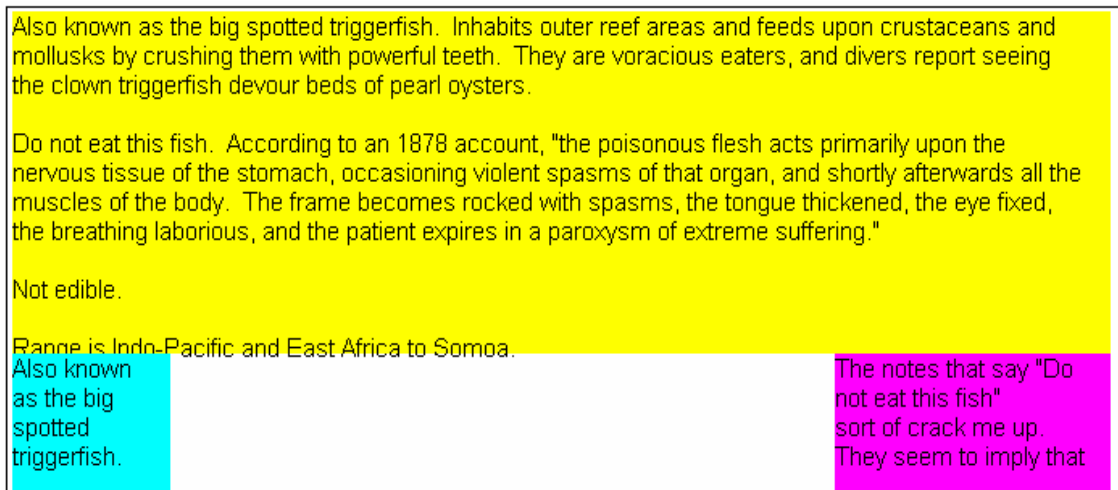 Also known as the big spotted triggerfish.  Inhabits outer reef areas and feeds upon crustaceans and
mollusks by crushing them with powerful teeth.  They are voracious eaters, and divers report seeing
the clown triggerfish devour beds of pearl oysters.
Do not eat this fish.  According to an 1878 account, "the poisonous flesh acts primarily upon the
nervous tissue of the stomach, occasioning violent spasms of that organ, and shortly afterwards all the
muscles of the body.  The frame becomes rocked with spasms, the tongue thickened, the eye fixed,
the breathing laborious, and the patient expires in a paroxysm of extreme suffering."
Not edible.
Range is Indo-Pacific and East Africa to Somoa.
Also known
as the big
spotted
triggerfish.
The notes that say "Do
not eat this fish"
sort of crack me up.
They seem to imply that